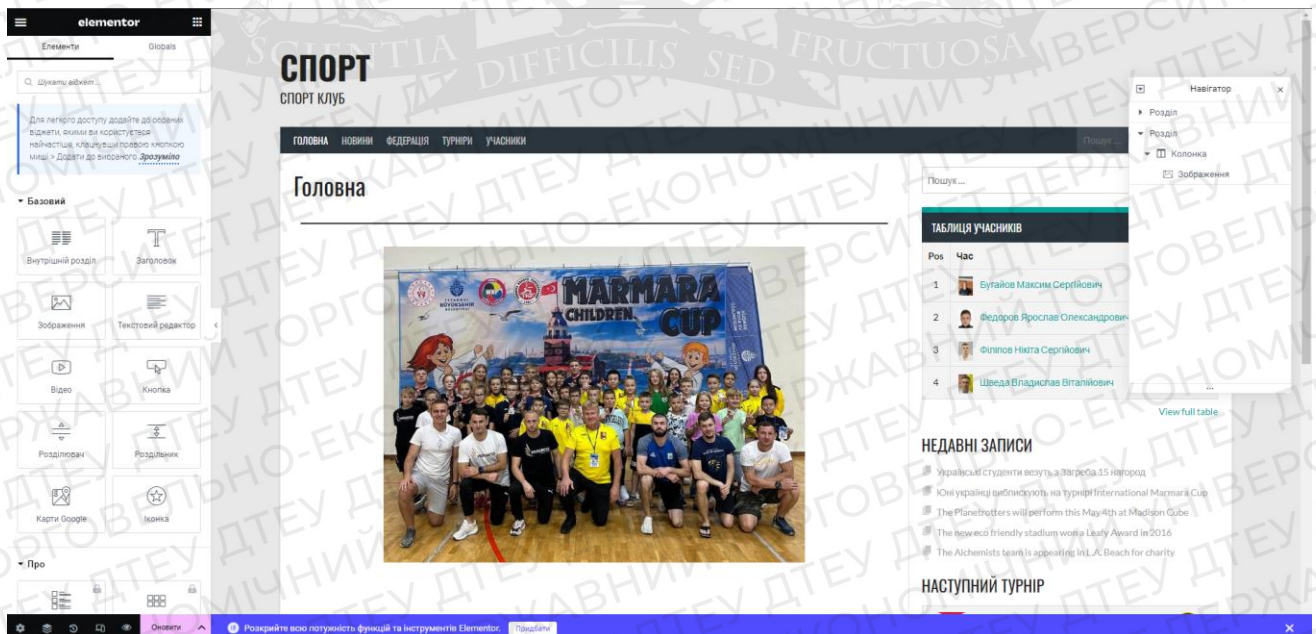 elementor
Елементи
Globals
Шукати віджет...
Для легкого доступу додайте до обраних віджети, якими ви користуєтеся найчастіше, клацнувши правою кнопкою миші > Додати до вибраного. Зрозуміло
Базовий
Внутрішній розділ
Заголовок
Зображення
Текстовий редактор
Відео
Кнопка
Розділювач
Роздільник
Карти Google
Іконка
Про
Оновити
СПОРТ
СПОРТ КЛУБ
ГОЛОВНА НОВИНИ ФЕДЕРАЦІЯ ТУРНІРИ УЧАСНИКИ
Пошук ...
Головна
MARMARA
CHILDREN
CUP
Пошук ...
ТАБЛИЦЯ УЧАСНИКІВ
Pos Час
1 Бугайов Максим Сергійович
2 Федоров Ярослав Олександрович
3 Філіпов Нікіта Сергійович
4 Шведа Владислав Віталійович
View full table
НЕДАВНІ ЗАПИСИ
Українські студенти везуть з Загреба 15 нагород
Юні українці виблискують на турнірі International Marmara Cup
The Planetrotters will perform this May 4th at Madison Cube
The new eco friendly stadium won a Leafy Award in 2016
The Alchemists team is appearing in L.A. Beach for charity
НАСТУПНИЙ ТУРНІР
Навігатор
Розділ
Розділ
Колонка
Зображення
Розкрийте всю потужність функцій та інструментів Elementor. Придбати
SCIENTIA DIFFICILIS SED FRUCTUOSA